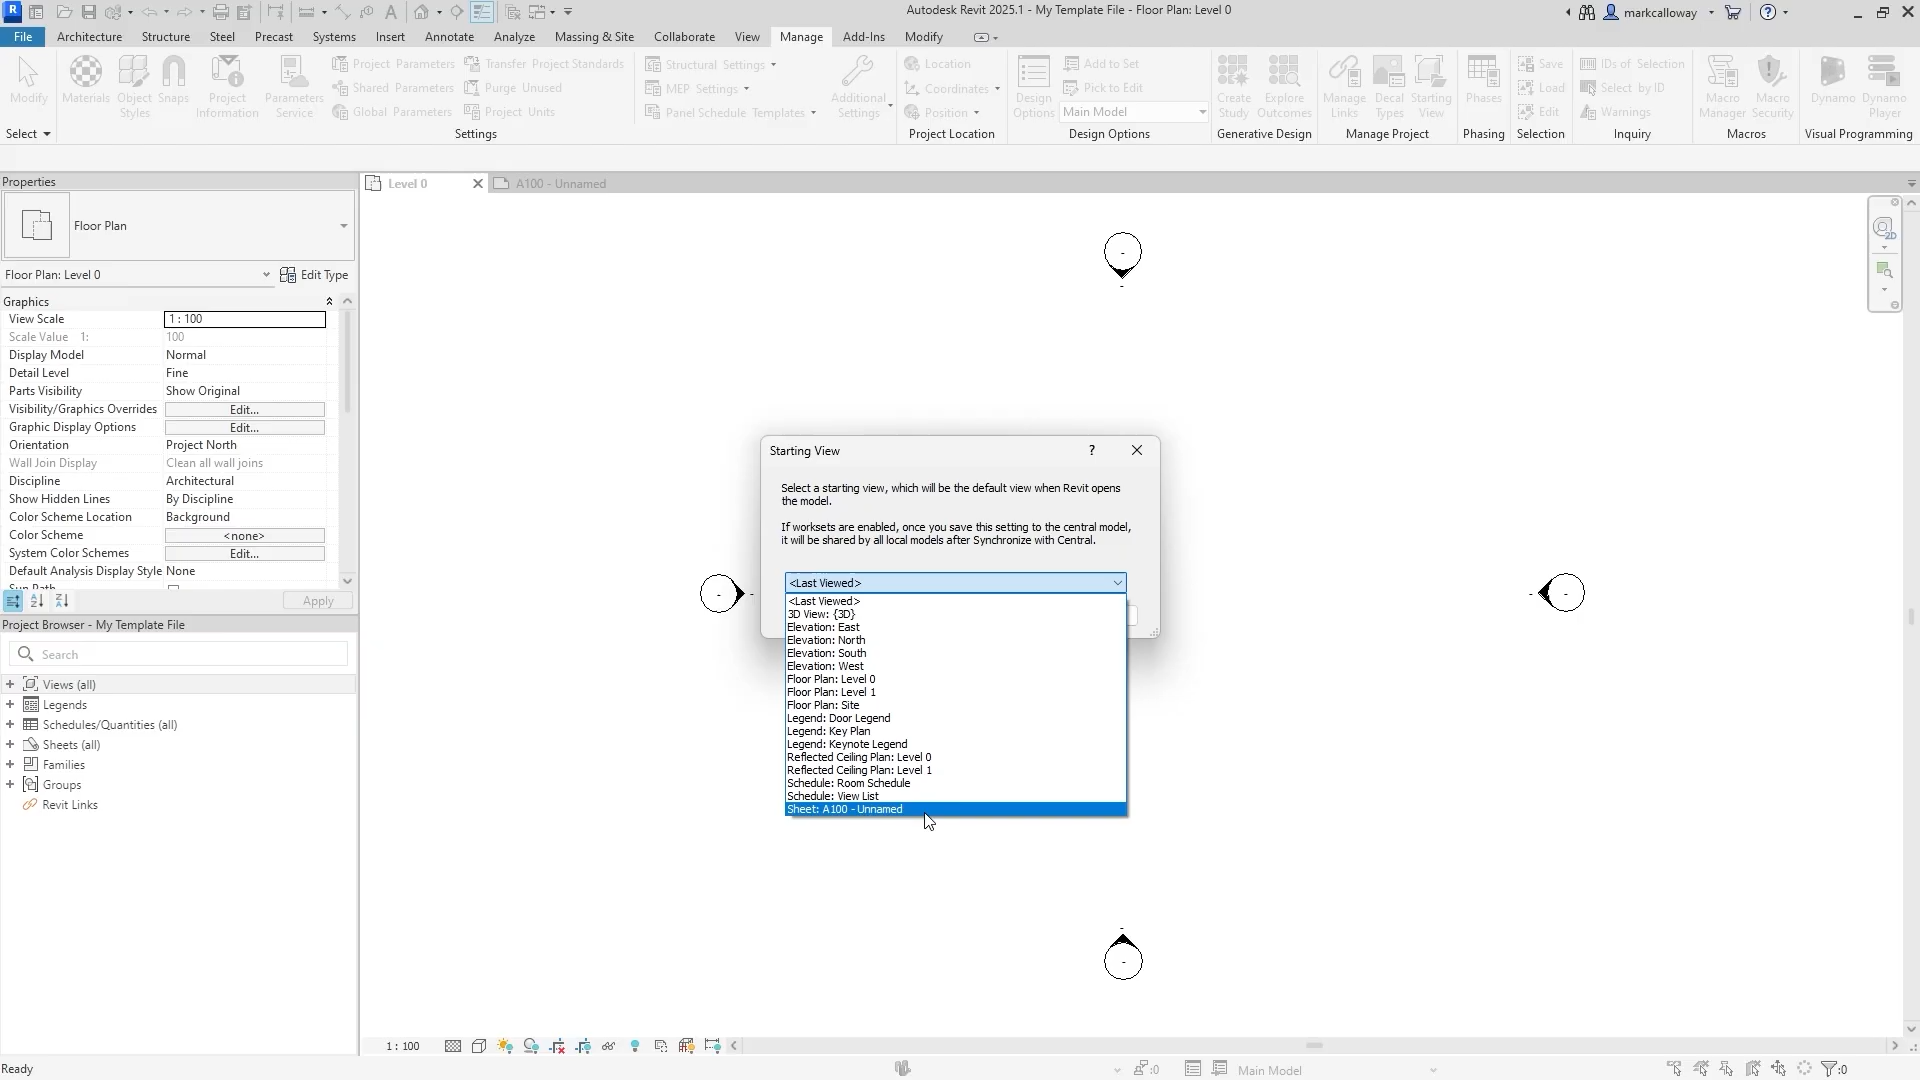 Autodesk Revit 2025.1 - My Template File - Floor Plan: Level 0
markcalloway
File
Architecture
Structure
Steel
Precast
Systems
Insert
Annotate
Analyze
Massing & Site
Collaborate
View
Manage
Add-Ins
Modify
Modify
Materials
Object Styles
Snaps
Project Information
Parameters Service
Project Parameters
Shared Parameters
Global Parameters
Transfer Project Standards
Purge Unused
Project Units
Structural Settings
MEP Settings
Panel Schedule Templates
Additional Settings
Location
Coordinates
Position
Design Options
Add to Set
Pick to Edit
Main Model
Create Study
Explore Outcomes
Manage Links
Decal Types
Starting View
Phases
Save
Load
Edit
IDs of Selection
Select by ID
Warnings
Macro Manager
Macro Security
Dynamo
Dynamo Player
Select
Settings
Project Location
Design Options
Generative Design
Manage Project
Phasing
Selection
Inquiry
Macros
Visual Programming
Properties
Floor Plan
Floor Plan: Level 0
Edit Type
Graphics
View Scale 1 : 100
Scale Value 1: 100
Display Model Normal
Detail Level Fine
Parts Visibility Show Original
Visibility/Graphics Overrides Edit...
Graphic Display Options Edit...
Orientation Project North
Wall Join Display Clean all wall joins
Discipline Architectural
Show Hidden Lines By Discipline
Color Scheme Location Background
Color Scheme <none>
System Color Schemes Edit...
Default Analysis Display Style None
Sun Path
Apply
Project Browser - My Template File
Search
Views (all)
Legends
Schedules/Quantities (all)
Sheets (all)
Families
Groups
Revit Links
Level 0
A100 - Unnamed
2D
Starting View
?
Select a starting view, which will be the default view when Revit opens
the model.
If worksets are enabled, once you save this setting to the central model,
it will be shared by all local models after Synchronize with Central.
<Last Viewed>
<Last Viewed>
3D View: {3D}
Elevation: East
Elevation: North
Elevation: South
Elevation: West
Floor Plan: Level 0
Floor Plan: Level 1
Floor Plan: Site
Legend: Door Legend
Legend: Key Plan
Legend: Keynote Legend
Reflected Ceiling Plan: Level 0
Reflected Ceiling Plan: Level 1
Schedule: Room Schedule
Schedule: View List
Sheet: A100 - Unnamed
1 : 100
Ready
:0
Main Model
:0